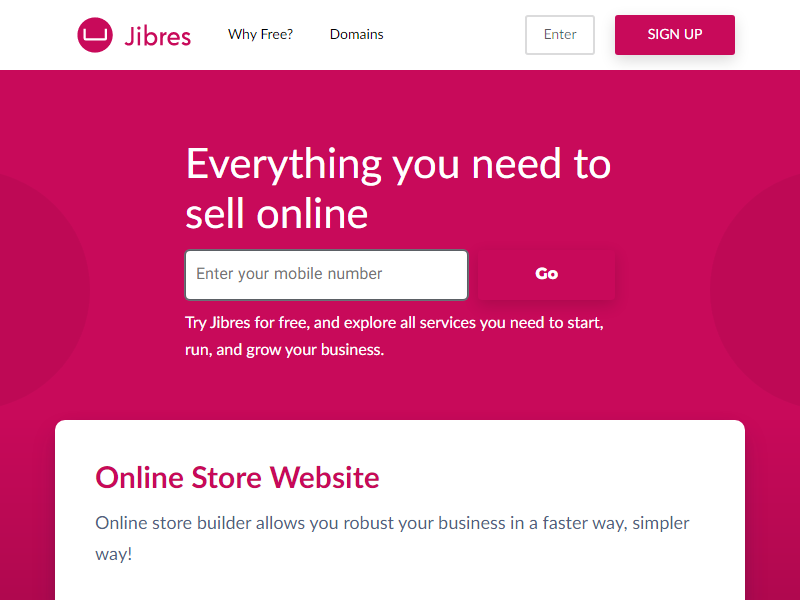 Jibres
Why Free?
Domains
Enter
SIGN UP
Everything you need to
sell online
Enter your mobile number
Go
Try Jibres for free, and explore all services you need to start,
run, and grow your business.
Online Store Website
Online store builder allows you robust your business in a faster way, simpler
way!